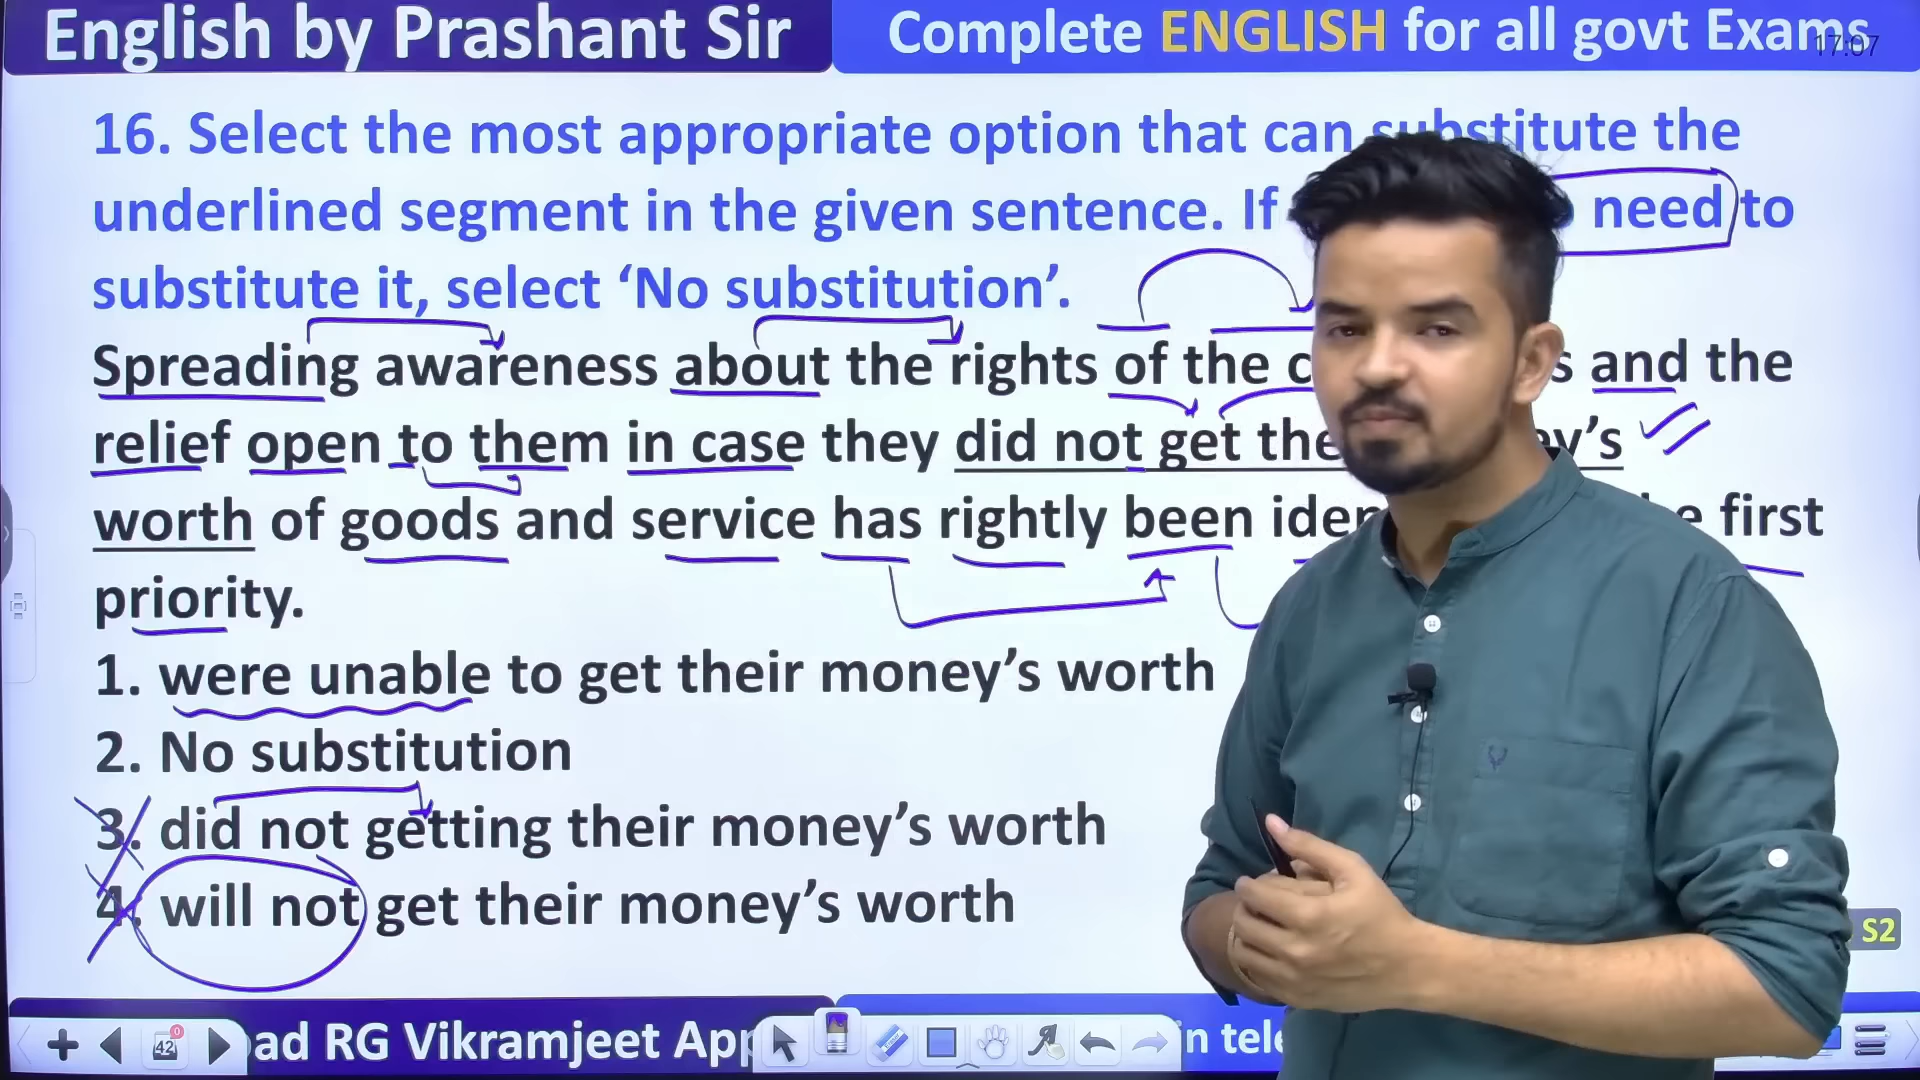 English by Prashant Sir
Complete ENGLISH for all govt Exams
17:07
16. Select the most appropriate option that can substitute the
underlined segment in the given sentence. If need to
substitute it, select ‘No substitution’.
Spreading awareness about the rights of the and the
relief open to them in case they did not get
worth of goods and service has rightly been first
priority.
1. were unable to get their money’s worth
2. No substitution
3. did not getting their money’s worth
4. will not get their money’s worth
S2
RG Vikramjeet App in
42
0